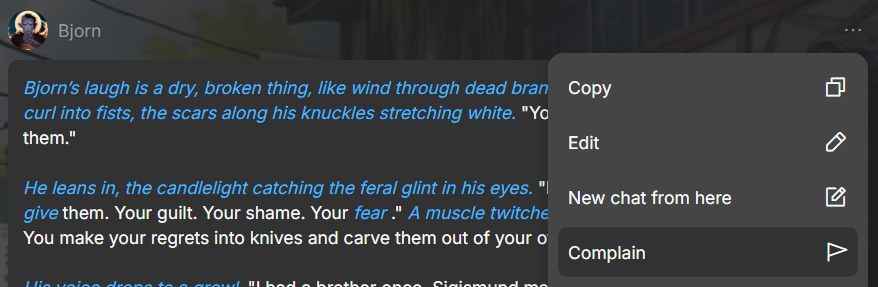 Bjorn
Bjorn's laugh is a dry, broken thing, like wind through dead
curl into fists, the scars along his knuckles stretching white.
them."
He leans in, the candlelight catching the feral glint in his eyes.
give them. Your guilt. Your shame. Your fear ." A muscle
You make your regrets into knives and carve them out of your
His voice drops to a growl. "I had a brother once. Sigismund
Copy
Edit
New chat from here
Complain